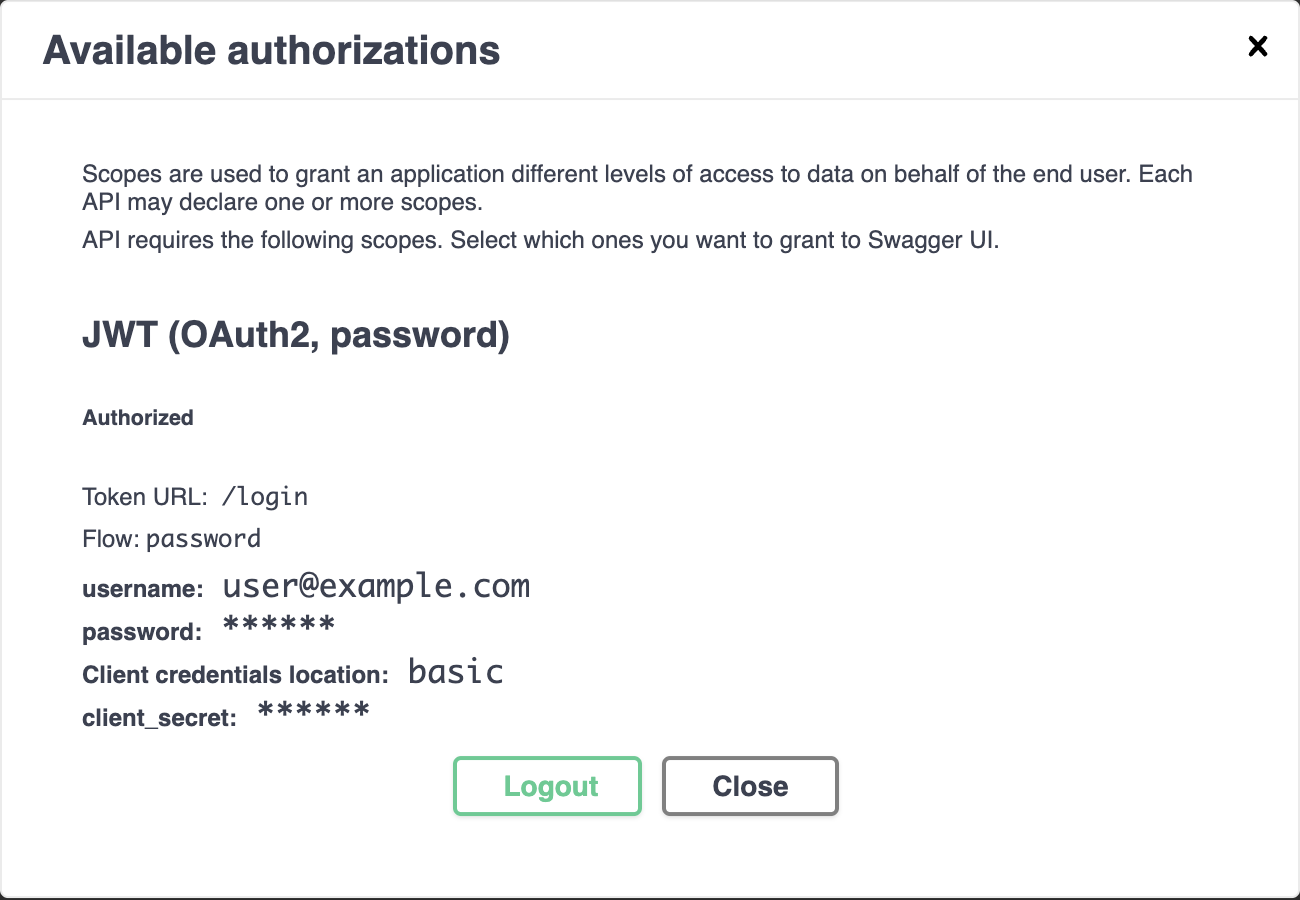 Available authorizations
Scopes are used to grant an application different levels of access to data on behalf of the end user. Each
API may declare one or more scopes.
API requires the following scopes. Select which ones you want to grant to Swagger UI.
JWT (OAuth2, password)
Authorized
Token URL: /login
Flow: password
username: user@example.com
password: ******
Client credentials location: basic
client_secret: ******
Logout Close